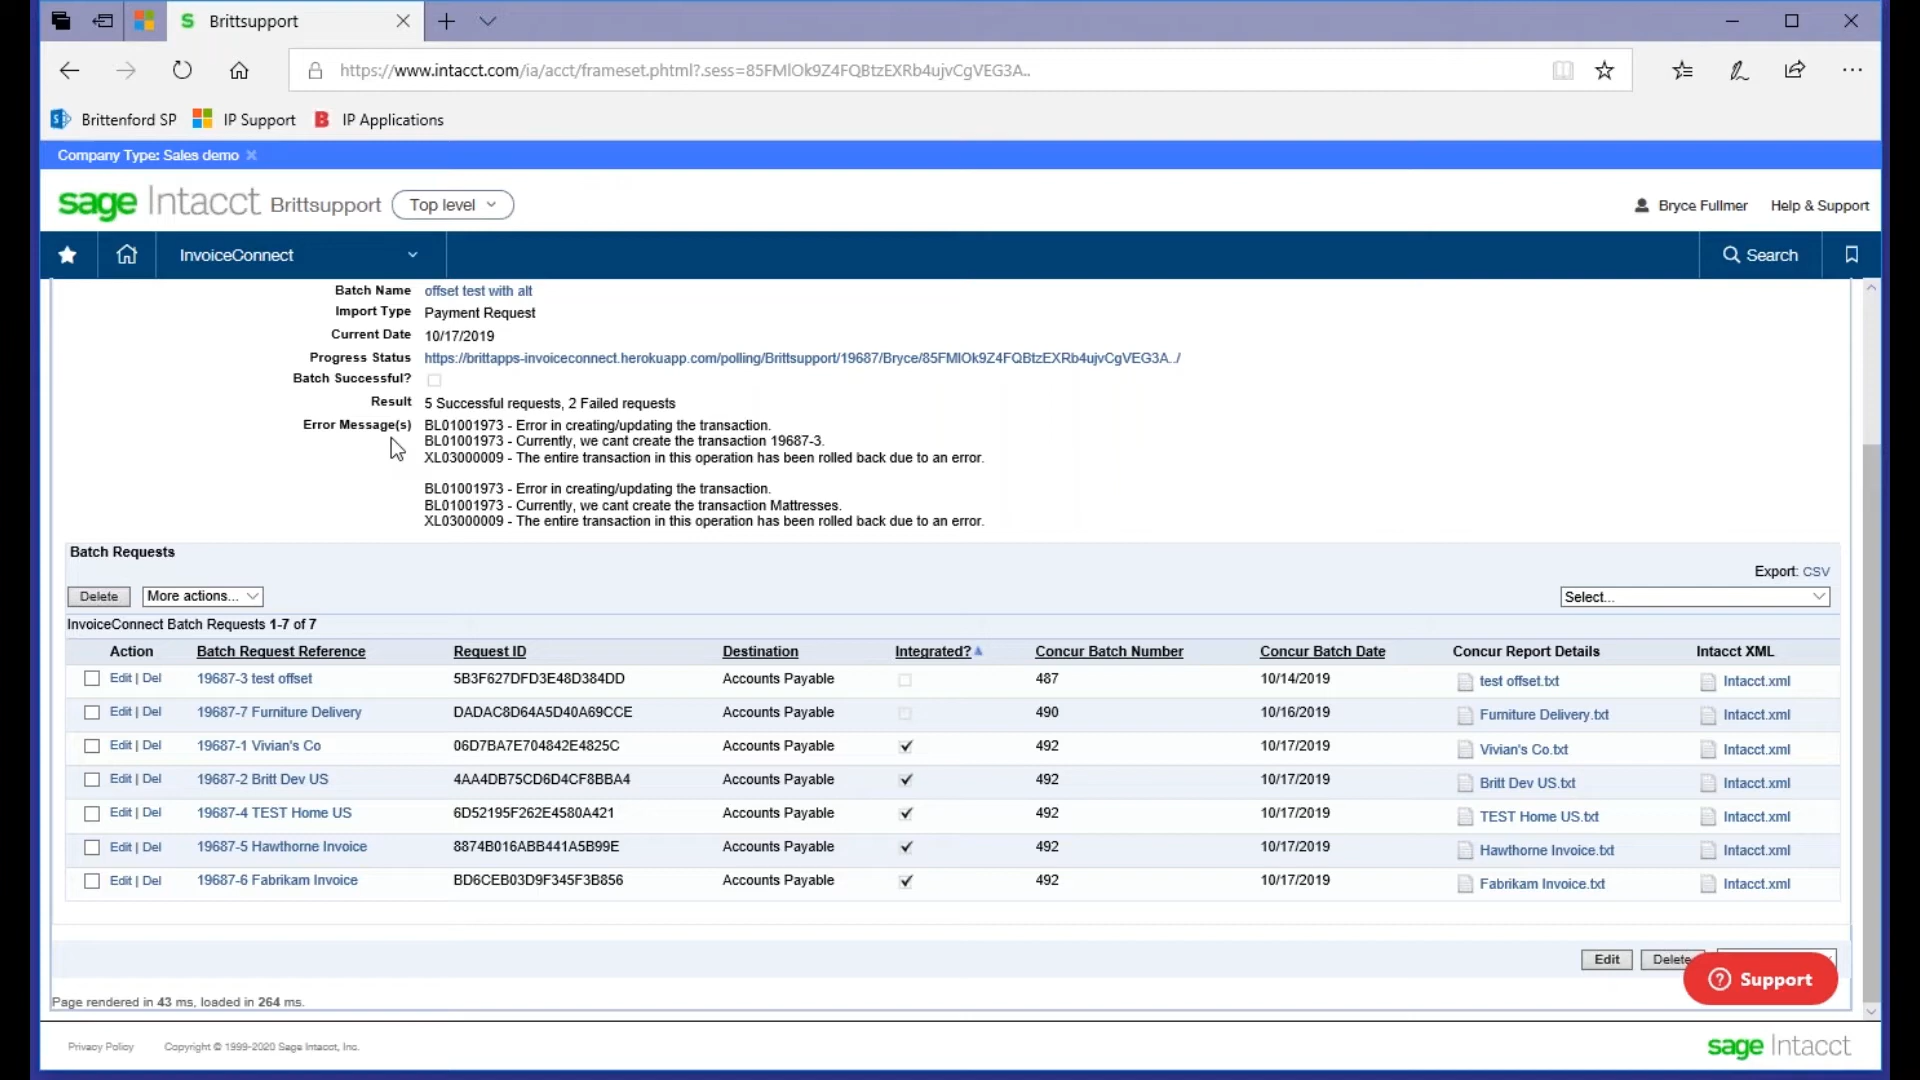 Brittsupport
https://www.intacct.com/ia/acct/frameset.phtml?.sess=85FMlOk9Z4FQBtzEXRb4ujvCgVEG3A..
Brittenford SP IP Support IP Applications
Company Type: Sales demo
sage Intacct Brittsupport Top level Bryce Fullmer Help & Support
InvoiceConnect Search
Batch Name offset test with alt
Import Type Payment Request
Current Date 10/17/2019
Progress Status https://brittapps-invoiceconnect.herokuapp.com/polling/Brittsupport/19687/Bryce/85FMlOk9Z4FQBtzEXRb4ujvCgVEG3A../
Batch Successful?
Result 5 Successful requests, 2 Failed requests
Error Message(s) BL01001973 - Error in creating/updating the transaction.
BL01001973 - Currently, we cant create the transaction 19687-3.
XL03000009 - The entire transaction in this operation has been rolled back due to an error.
BL01001973 - Error in creating/updating the transaction.
BL01001973 - Currently, we cant create the transaction Mattresses.
XL03000009 - The entire transaction in this operation has been rolled back due to an error.
Batch Requests
Export: CSV
Delete More actions... Select...
InvoiceConnect Batch Requests 1-7 of 7
Action Batch Request Reference Request ID Destination Integrated? Concur Batch Number Concur Batch Date Concur Report Details Intacct XML
Edit | Del 19687-3 test offset 5B3F627DFD3E48D384DD Accounts Payable 487 10/14/2019 test offset.txt Intacct.xml
Edit | Del 19687-7 Furniture Delivery DADAC8D64A5D40A69CCE Accounts Payable 490 10/16/2019 Furniture Delivery.txt Intacct.xml
Edit | Del 19687-1 Vivian's Co 06D7BA7E704842E4825C Accounts Payable 492 10/17/2019 Vivian's Co.txt Intacct.xml
Edit | Del 19687-2 Britt Dev US 4AA4DB75CD6D4CF8BBA4 Accounts Payable 492 10/17/2019 Britt Dev US.txt Intacct.xml
Edit | Del 19687-4 TEST Home US 6D52195F262E4580A421 Accounts Payable 492 10/17/2019 TEST Home US.txt Intacct.xml
Edit | Del 19687-5 Hawthorne Invoice 8874B016ABB441A5B99E Accounts Payable 492 10/17/2019 Hawthorne Invoice.txt Intacct.xml
Edit | Del 19687-6 Fabrikam Invoice BD6CEB03D9F345F3B856 Accounts Payable 492 10/17/2019 Fabrikam Invoice.txt Intacct.xml
Edit Delete
Support
Page rendered in 43 ms, loaded in 264 ms.
Privacy Policy Copyright © 1999-2020 Sage Intacct, Inc. sage Intacct